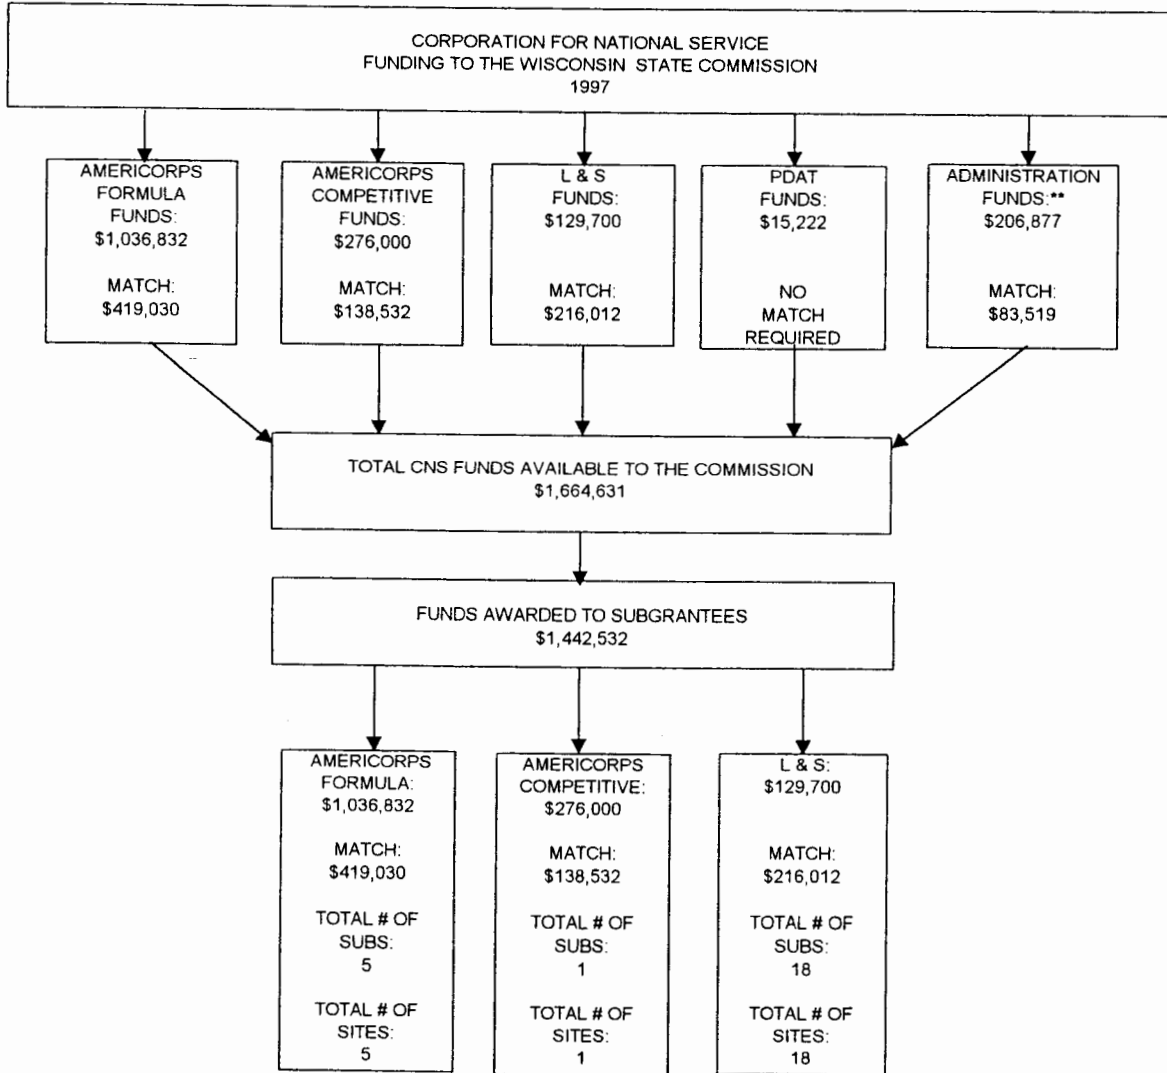 CORPORATION FOR NATIONAL SERVICE
FUNDING TO THE WISCONSIN STATE COMMISSION
1997
AMERICORPS
FORMULA
FUNDS:
$1,036,832
MATCH:
$419,030
AMERICORPS
COMPETITIVE
FUNDS:
$276,000
MATCH:
$138,532
L & S
FUNDS:
$129,700
MATCH:
$216,012
PDAT
FUNDS:
$15,222
NO
MATCH
REQUIRED
ADMINISTRATION
FUNDS:**
$206,877
MATCH:
$83,519
TOTAL CNS FUNDS AVAILABLE TO THE COMMISSION
$1,664,631
FUNDS AWARDED TO SUBGRANTEES
$1,442,532
AMERICORPS
FORMULA:
$1,036,832
MATCH:
$419,030
TOTAL # OF
SUBS:
5
TOTAL # OF
SITES:
5
AMERICORPS
COMPETITIVE:
$276,000
MATCH:
$138,532
TOTAL # OF
SUBS:
1
TOTAL # OF
SITES:
1
L & S:
$129,700
MATCH:
$216,012
TOTAL # OF
SUBS:
18
TOTAL # OF
SITES:
18